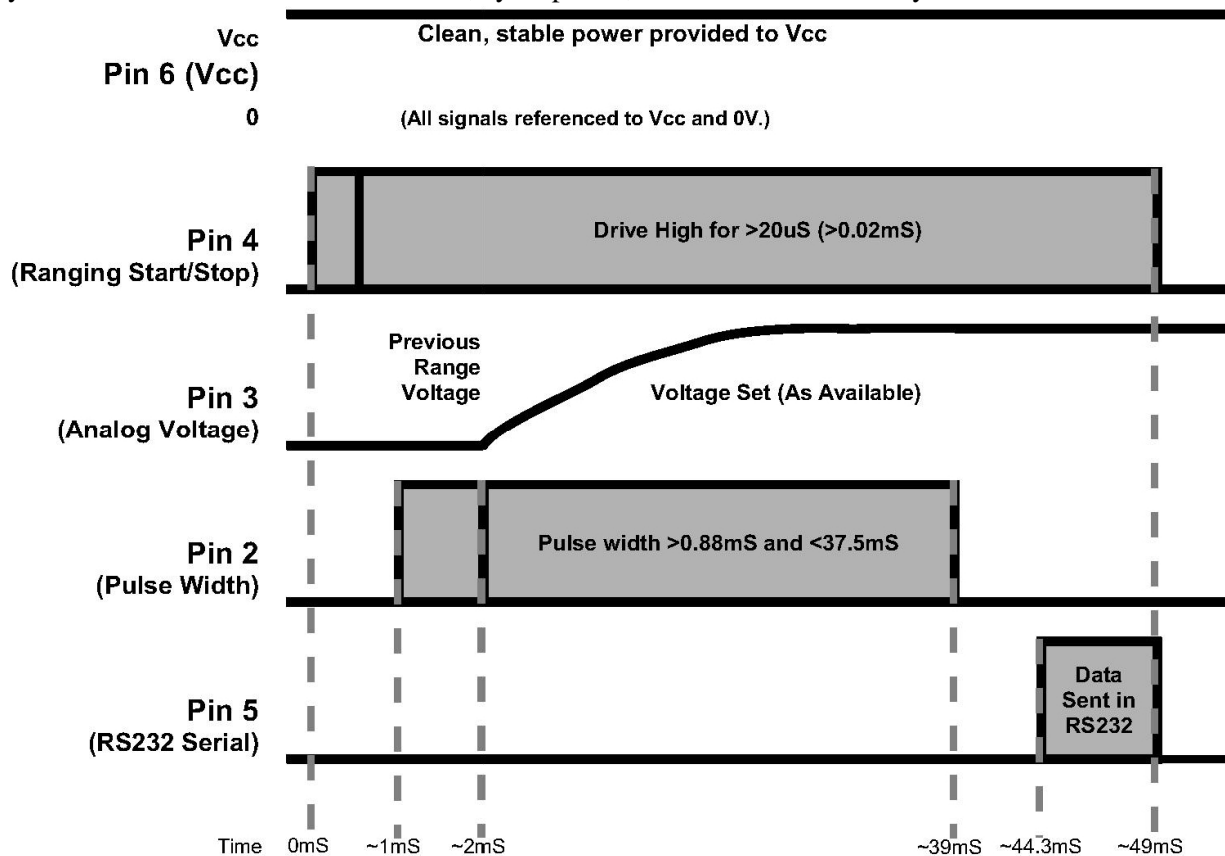 Vcc
Clean, stable power provided to Vcc
Pin 6 (Vcc)
0
(All signals referenced to Vcc and 0V.)
Drive High for >20uS (>0.02mS)
Pin 4
(Ranging Start/Stop)
Previous
Range
Voltage
Voltage Set (As Available)
Pin 3
(Analog Voltage)
Pulse width >0.88mS and <37.5mS
Pin 2
(Pulse Width)
Data
Sent in
RS232
Pin 5
(RS232 Serial)
Time 0mS ~1mS ~2mS ~39mS ~44.3mS ~49mS